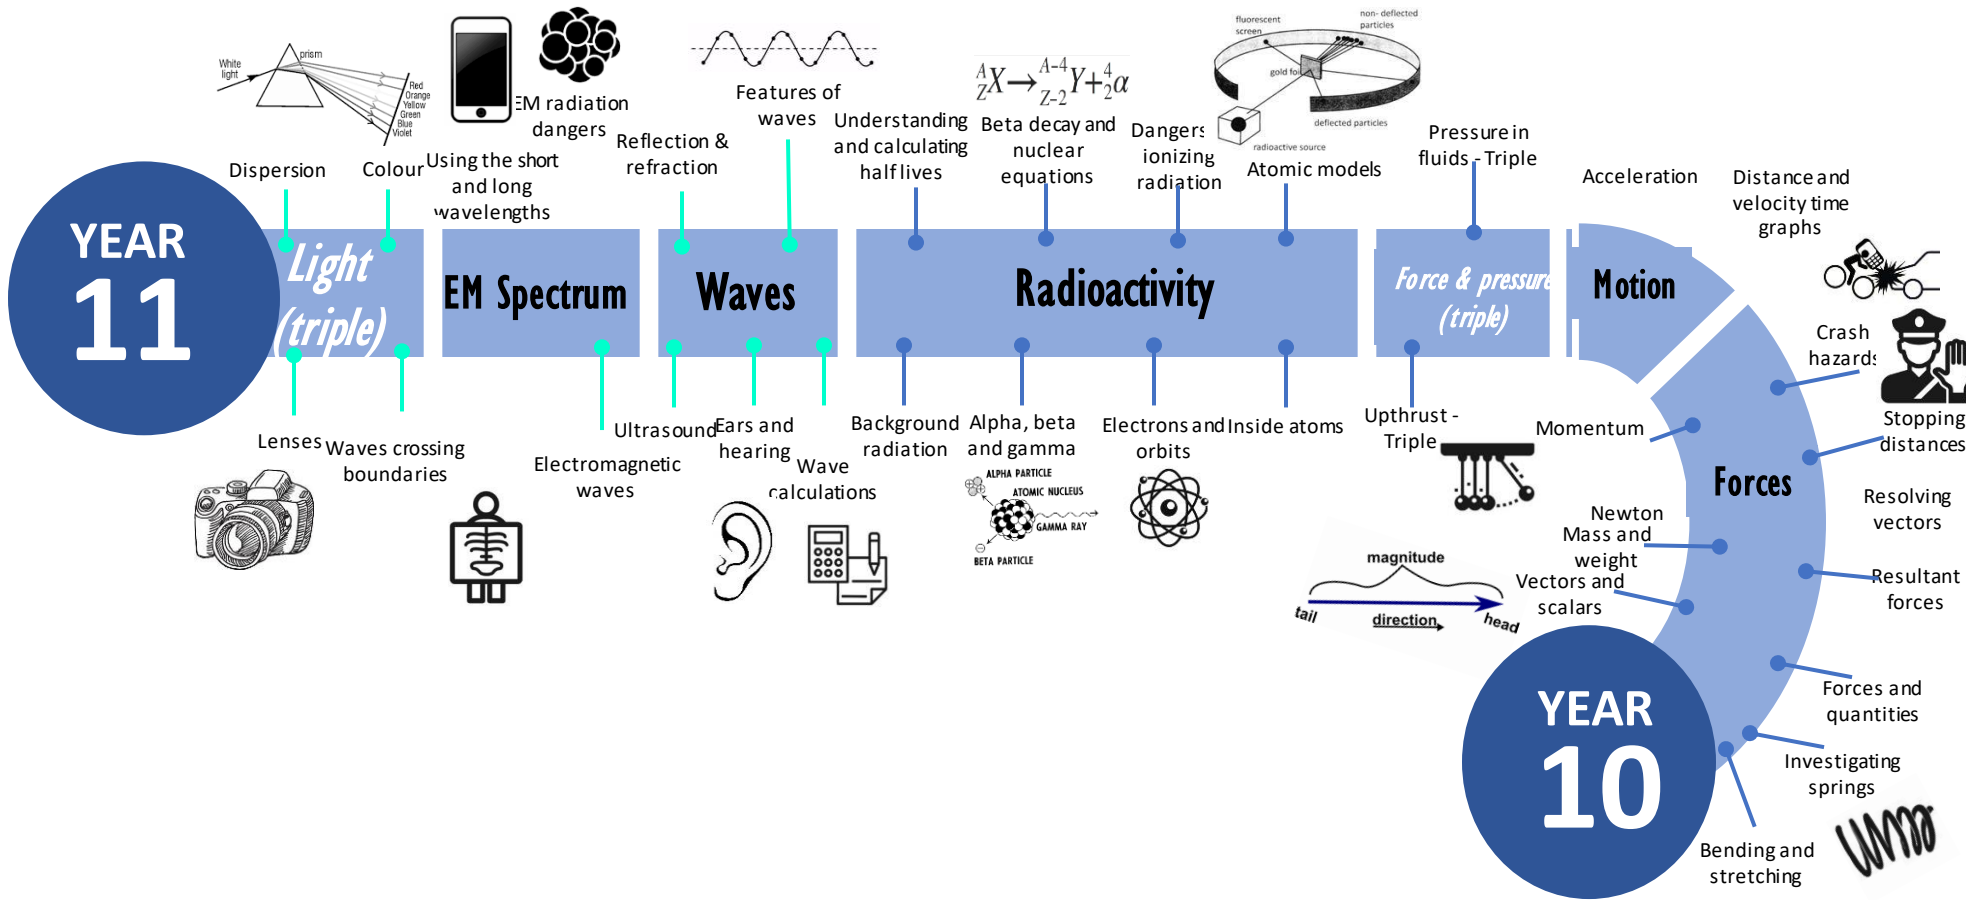 White
light
prism
Red
Orange
Yellow
Green
Blue
Violet
EM radiation
dangers
Features of
waves
A
Z
X → A-4
Z-2
Y + 4
2
α
fluorescent
screen
non- deflected
particles
gold foi
deflected particles
radioactive source
Dispersion
Colour
Using the short
and long
wavelengths
Reflection &
refraction
Understanding
and calculating
half lives
Beta decay and
nuclear
equations
Dangers
ionizing
radiation
Atomic models
Pressure in
fluids - Triple
Acceleration
Distance and
velocity time
graphs
YEAR
11
Light
(triple)
EM Spectrum
Waves
Radioactivity
Force & pressure
(triple)
Motion
Forces
Crash
hazards
Stopping
distances
Resolving
vectors
Resultant
forces
Forces and
quantities
Investigating
springs
Bending and
stretching
Lenses
Waves crossing
boundaries
Electromagnetic
waves
Ultrasound
Ears and
hearing
Wave
calculations
Background
radiation
Alpha, beta
and gamma
ALPHA PARTICLE
ATOMIC NUCLEUS
GAMMA RAY
BETA PARTICLE
Electrons and
orbits
Inside atoms
Upthrust -
Triple
Momentum
Newton
Mass and
weight
Vectors and
scalars
magnitude
tail
direction
head
YEAR
10